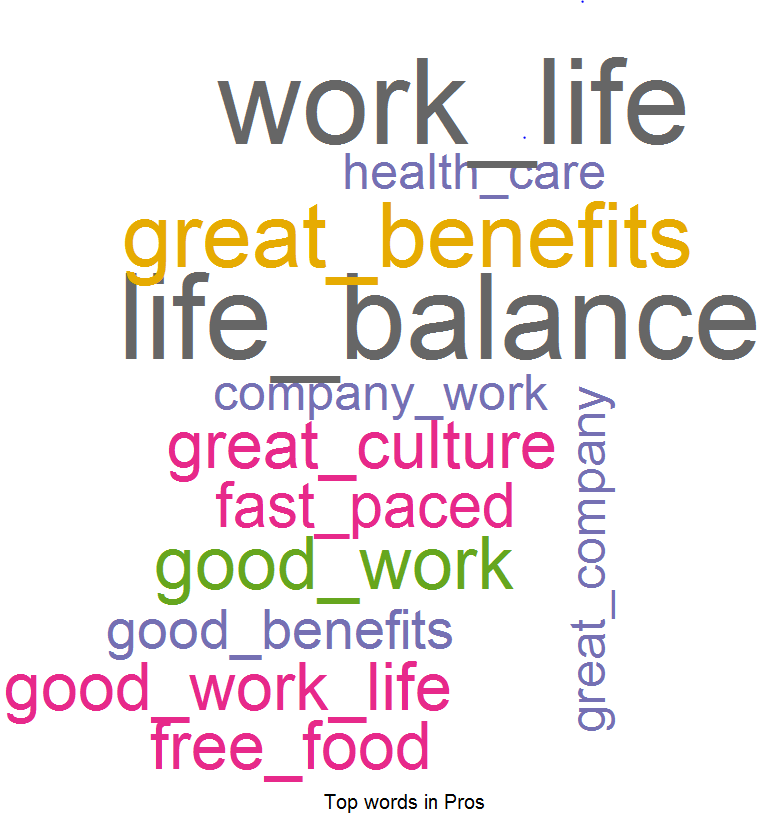 work_life
health_care
great_benefits
life_balance
company_work
great_company
great_culture
fast_paced
good_work
good_benefits
good_work_life
free_food
Top words in Pros